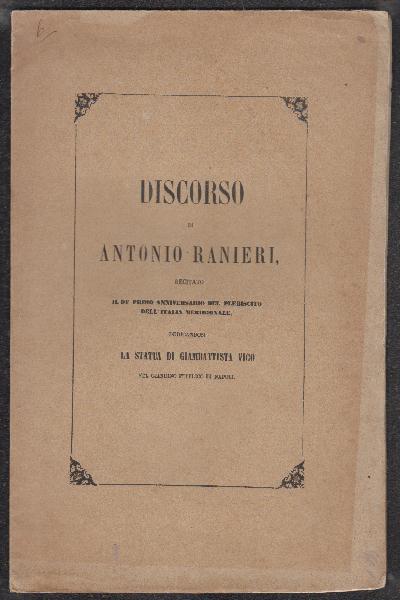 DISCORSO
DI
ANTONIO RANIERI,
RECITATO
IL DÌ PRIMO ANNIVERSARIO DEL PLEBISCITO
DELL'ITALIA MERIDIONALE,
LA STATUA DI GIAMBATTISTA VICO
NEL GIARDINO PUBBLICO DI NAPOLI.